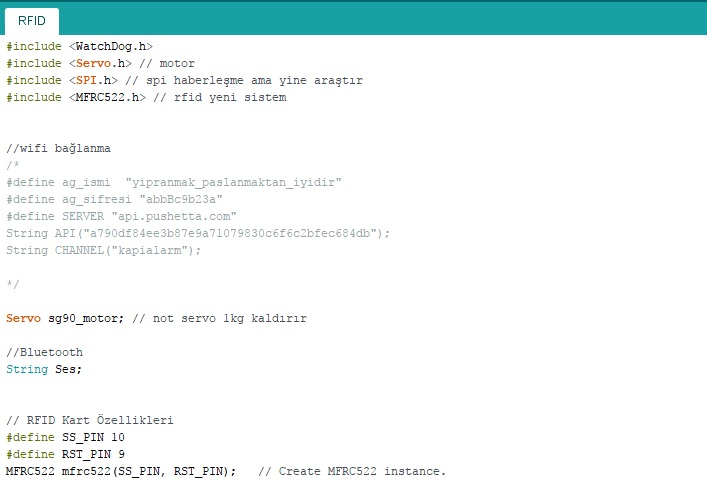 RFID
#include <WatchDog.h>
#include <Servo.h> // motor
#include <SPI.h> // spi haberleşme ama yine araştır
#include <MFRC522.h> // rfid yeni sistem
//wifi bağlanma
/*
#define ag_ismi  "yipranmak_paslanmaktan_iyidir"
#define ag_sifresi "abbBc9b23a"
#define SERVER "api.pushetta.com"
String API("a790df84ee3b87e9a71079830c6f6c2bfec684db");
String CHANNEL("kapialarm");
*/
Servo sg90_motor; // not servo 1kg kaldırır
//Bluetooth
String Ses;
// RFID Kart Özellikleri
#define SS_PIN 10
#define RST_PIN 9
MFRC522 mfrc522(SS_PIN, RST_PIN);   // Create MFRC522 instance.